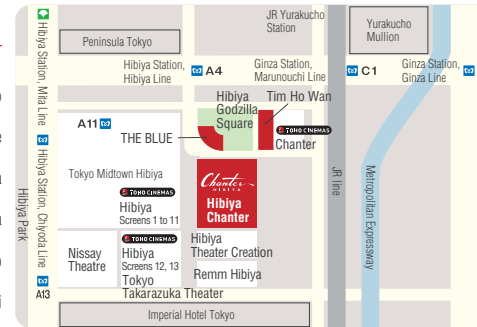 JR Yurakucho
Station
Yurakucho
Mullion
Peninsula Tokyo
Hibiya Station,
Hibiya Line
A4
Ginza Station,
Marunouchi Line
C1
Ginza Station,
Ginza Line
Hibiya Station, Mita Line
Hibiya
Godzilla
Square
Tim Ho Wan
A11
THE BLUE
TOHO CINEMAS
Chanter
Tokyo Midtown Hibiya
TOHO CINEMAS
Hibiya
Screens 1 to 11
Chanter
HIBIYA
Hibiya
Chanter
Hibiya Station, Chiyoda Line
Hibiya Park
JR line
Metropolitan Expressway
Nissay
Theatre
TOHO CINEMAS
Hibiya
Screens 12, 13
Tokyo
Takarazuka Theater
Hibiya
Theater Creation
Remm Hibiya
A13
Imperial Hotel Tokyo